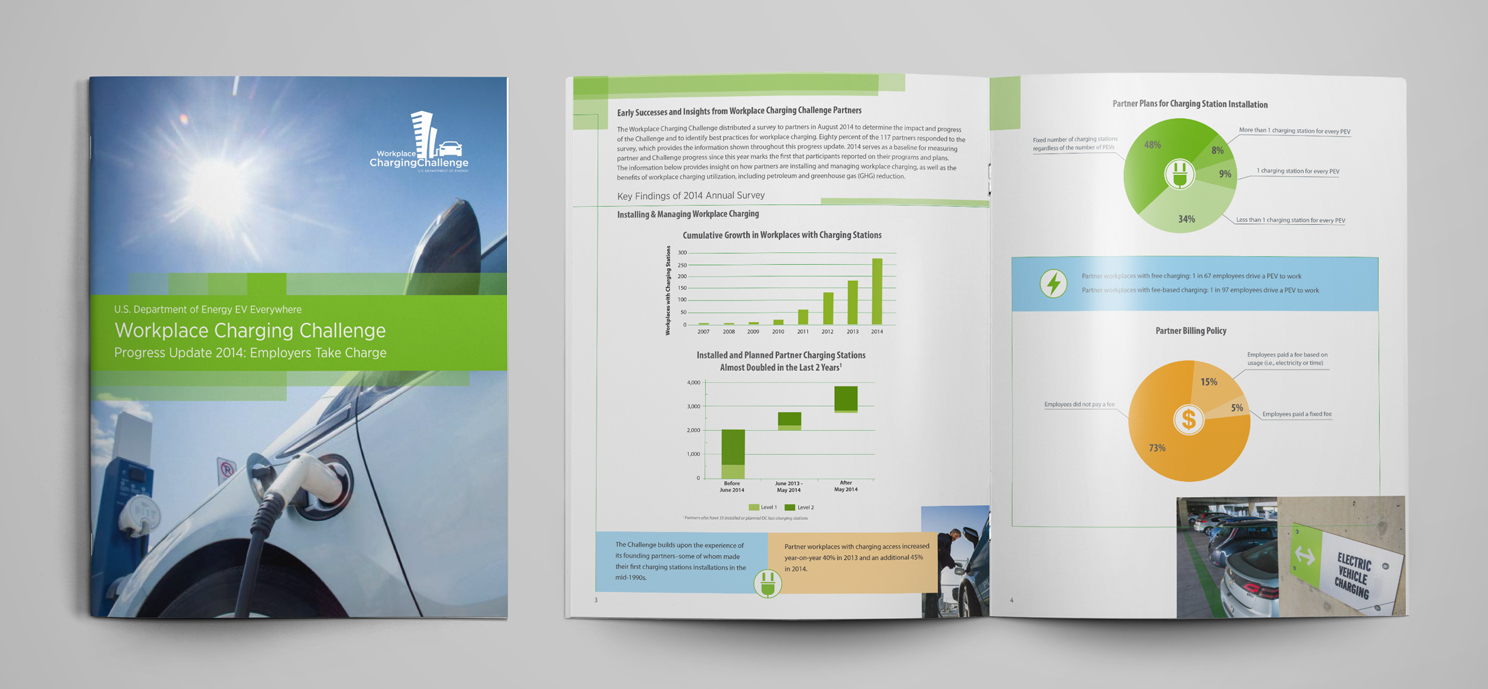 Workplace
ChargingChallenge
U.S. DEPARTMENT OF ENERGY
U.S. Department of Energy EV Everywhere
Workplace Charging Challenge
Progress Update 2014: Employers Take Charge
Early Successes and Insights from Workplace Charging Challenge Partners
The Workplace Charging Challenge distributed a survey to partners in August 2014 to determine the impact and progress
of the Challenge and to identify best practices for workplace charging. Eighty percent of the 117 partners responded to the
survey, which provides the information shown throughout this progress update. 2014 serves as a baseline for measuring
partner and Challenge progress since this year marks the first that participants reported on their programs and plans.
The information below provides insight on how partners are installing and managing workplace charging, as well as the
benefits of workplace charging utilization, including petroleum and greenhouse gas (GHG) reduction.
Key Findings of 2014 Annual Survey
Installing & Managing Workplace Charging
Cumulative Growth in Workplaces with Charging Stations
Workplaces with Charging Stations
300
250
200
150
100
50
0
2007 2008 2009 2010 2011 2012 2013 2014
Installed and Planned Partner Charging Stations
Almost Doubled in the Last 2 Years¹
4,000
3,000
2,000
1,000
0
Before
June 2014
June 2013 -
May 2014
After
May 2014
Level 1 Level 2
¹ Partners also have 35 installed or planned DC fast charging stations
The Challenge builds upon the experience of
its founding partners–some of whom made
their first charging stations installations in the
mid-1990s.
Partner workplaces with charging access increased
year-on-year 40% in 2013 and an additional 45%
in 2014.
3
Partner Plans for Charging Station Installation
Fixed number of charging stations
regardless of the number of PEVs
48%
8%
9%
34%
More than 1 charging station for every PEV
1 charging station for every PEV
Less than 1 charging station for every PEV
Partner workplaces with free charging: 1 in 67 employees drive a PEV to work
Partner workplaces with fee-based charging: 1 in 97 employees drive a PEV to work
Partner Billing Policy
Employees paid a fee based on
usage (i.e., electricity or time)
15%
5%
Employees paid a fixed fee
Employees did not pay a fee
$
73%
ELECTRIC
VEHICLE
CHARGING
4